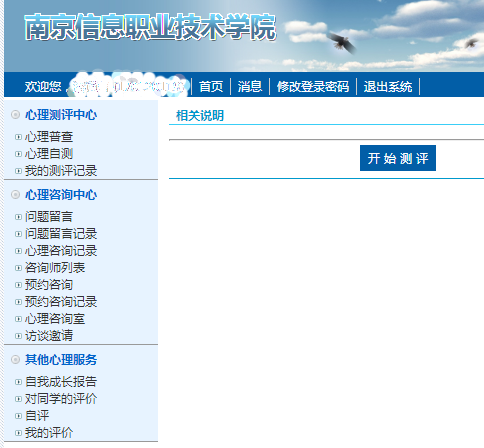 南京信息职业技术学院
欢迎您 首页 消息 修改登录密码 退出系统
心理测评中心
心理普查
心理自测
我的测评记录
心理咨询中心
问题留言
问题留言记录
心理咨询记录
咨询师列表
预约咨询
预约咨询记录
心理咨询室
访谈邀请
其他心理服务
自我成长报告
对同学的评价
自评
我的评价
相关说明
开 始 测 评